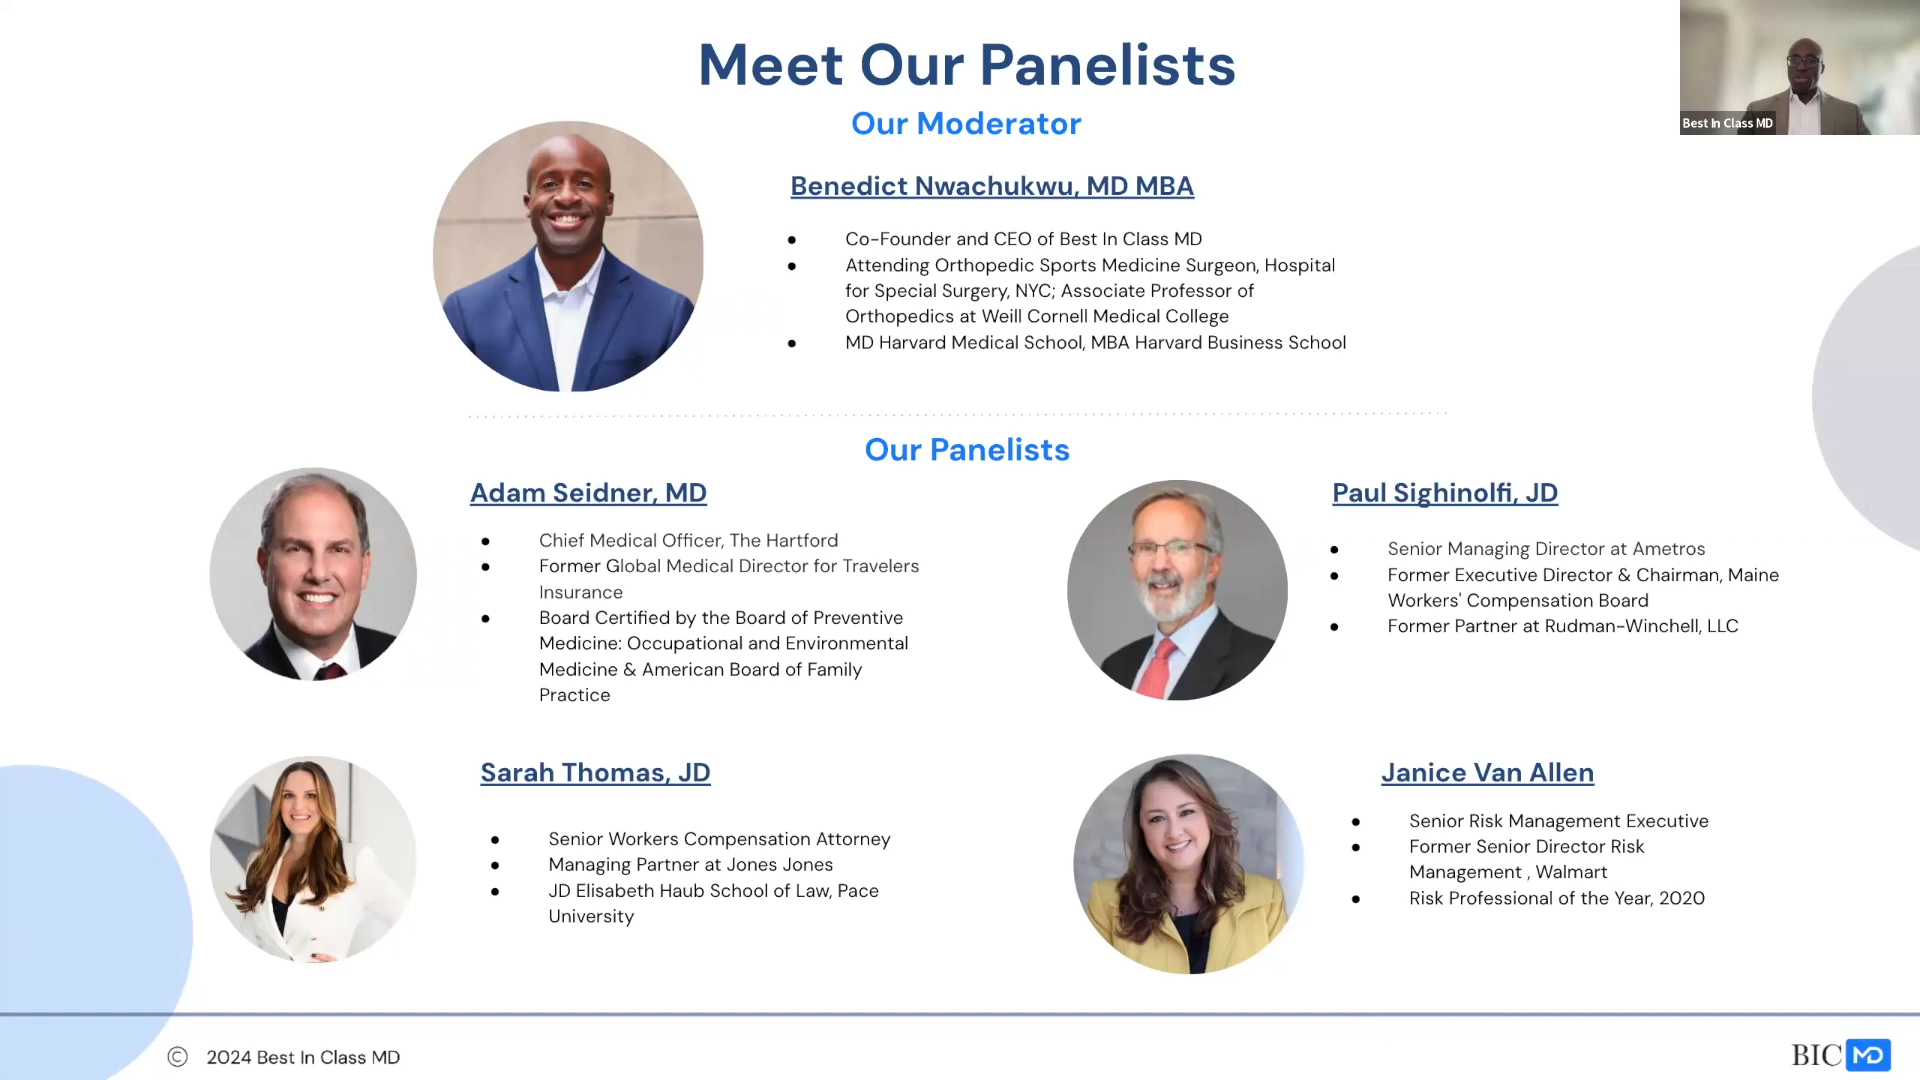 Meet Our Panelists
Our Moderator
Best In Class MD
Benedict Nwachukwu, MD MBA
● Co-Founder and CEO of Best In Class MD
● Attending Orthopedic Sports Medicine Surgeon, Hospital
for Special Surgery, NYC; Associate Professor of
Orthopedics at Weill Cornell Medical College
● MD Harvard Medical School, MBA Harvard Business School
Our Panelists
Adam Seidner, MD
● Chief Medical Officer, The Hartford
● Former Global Medical Director for Travelers
Insurance
● Board Certified by the Board of Preventive
Medicine: Occupational and Environmental
Medicine & American Board of Family
Practice
Paul Sighinolfi, JD
● Senior Managing Director at Ametros
● Former Executive Director & Chairman, Maine
Workers' Compensation Board
● Former Partner at Rudman-Winchell, LLC
Sarah Thomas, JD
● Senior Workers Compensation Attorney
● Managing Partner at Jones Jones
● JD Elisabeth Haub School of Law, Pace
University
Janice Van Allen
● Senior Risk Management Executive
● Former Senior Director Risk
Management , Walmart
● Risk Professional of the Year, 2020
© 2024 Best In Class MD
BIC MD